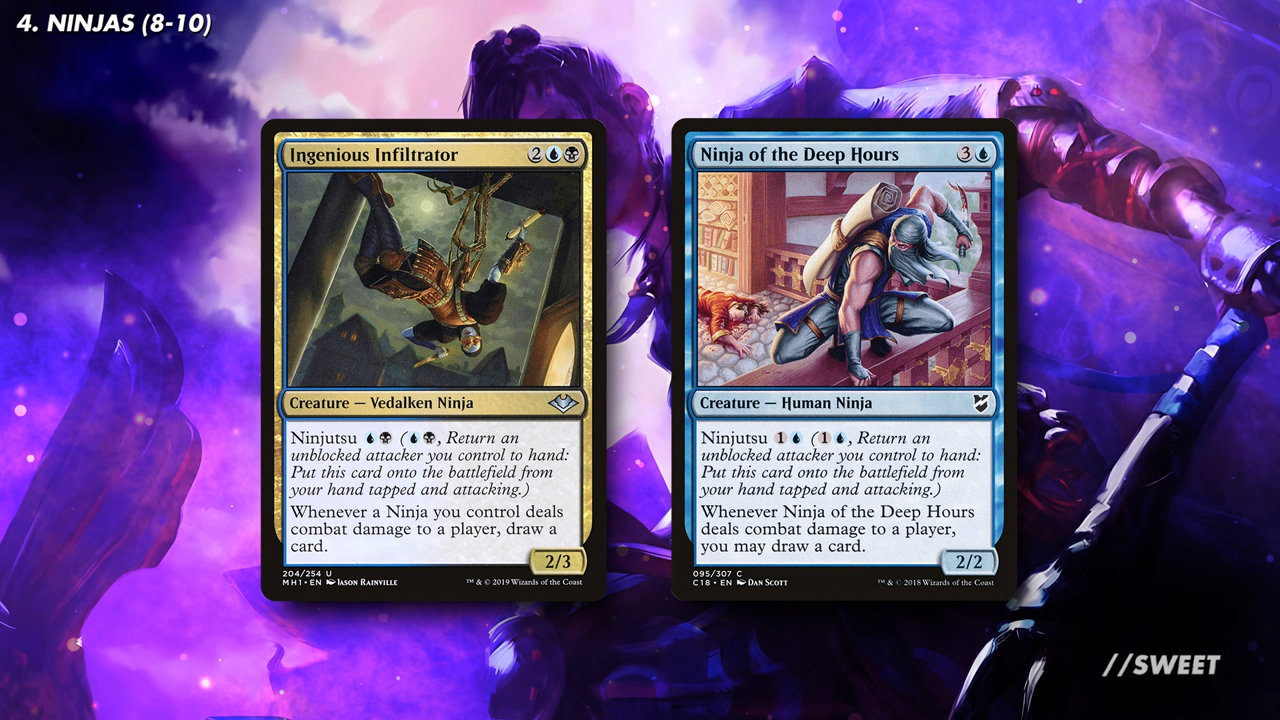 4. NINJAS (8-10)
Ingenious Infiltrator 2
Creature — Vedalken Ninja
Ninjutsu (, Return an
unblocked attacker you control to hand:
Put this card onto the battlefield from
your hand tapped and attacking.)
Whenever a Ninja you control deals
combat damage to a player, draw a
card.
2/3
204/254 U
MH1 • EN Jason Rainville ™ & © 2019 Wizards of the Coast
Ninja of the Deep Hours 3
Creature — Human Ninja
Ninjutsu 1 (1, Return an
unblocked attacker you control to hand:
Put this card onto the battlefield from
your hand tapped and attacking.)
Whenever Ninja of the Deep Hours
deals combat damage to a player,
you may draw a card.
2/2
095/307 C
C18 • EN Dan Scott ™ & © 2018 Wizards of the Coast
//SWEET